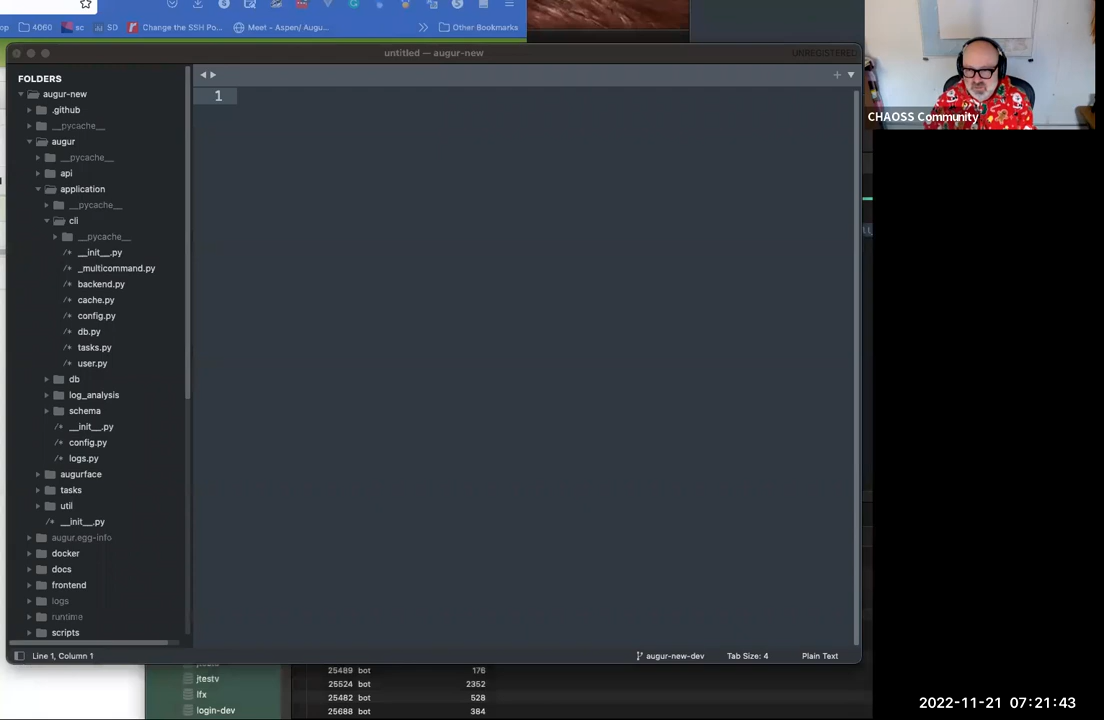 4060
sc
SD
Change the SSH Po...
Meet - Aspen/ Augu...
Other Bookmarks
untitled — augur-new
UNREGISTERED
FOLDERS
augur-new
.github
__pycache__
augur
__pycache__
api
application
__pycache__
cli
__pycache__
__init__.py
_multicommand.py
backend.py
cache.py
config.py
db.py
tasks.py
user.py
db
log_analysis
schema
__init__.py
config.py
logs.py
augurface
tasks
util
__init__.py
augur.egg-info
docker
docs
frontend
logs
runtime
scripts
1
Line 1, Column 1
augur-new-dev
Tab Size: 4
Plain Text
CHAOSS Community
jtestv
lfx
login-dev
25489 bot 176
25524 bot 2352
25482 bot 528
25688 bot 384
2022-11-21 07:21:43